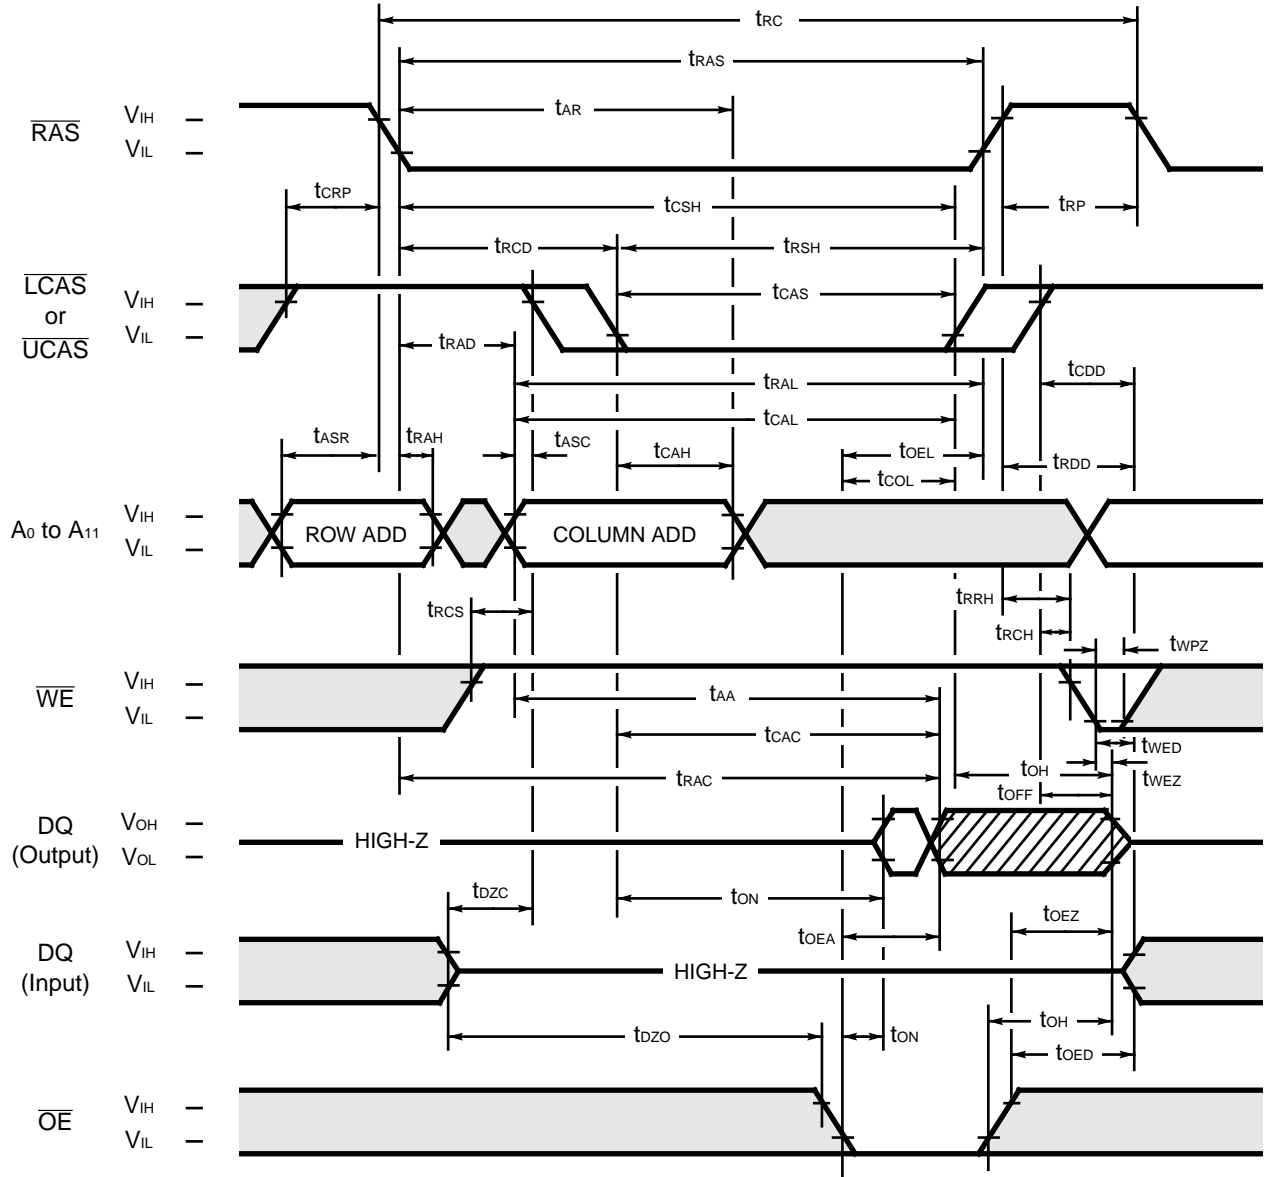 tRC
tRAS
tAR
RAS
VIH
VIL
tCRP
tCSH
tRP
tRCD
tRSH
LCAS
or
UCAS
VIH
VIL
tCAS
tRAD
tCDD
tRAL
tCAL
tASR
tRAH
tASC
tCAH
tOEL
tRDD
tCOL
A0 to A11
VIH
VIL
ROW ADD
COLUMN ADD
tRCS
tRRH
tRCH
tWPZ
WE
VIH
VIL
tAA
tCAC
tWED
tOH
tWEZ
tRAC
tOFF
DQ
(Output)
VOH
VOL
HIGH-Z
tDZC
tON
tOEZ
tOEA
DQ
(Input)
VIH
VIL
HIGH-Z
tOH
tDZO
tON
tOED
OE
VIH
VIL